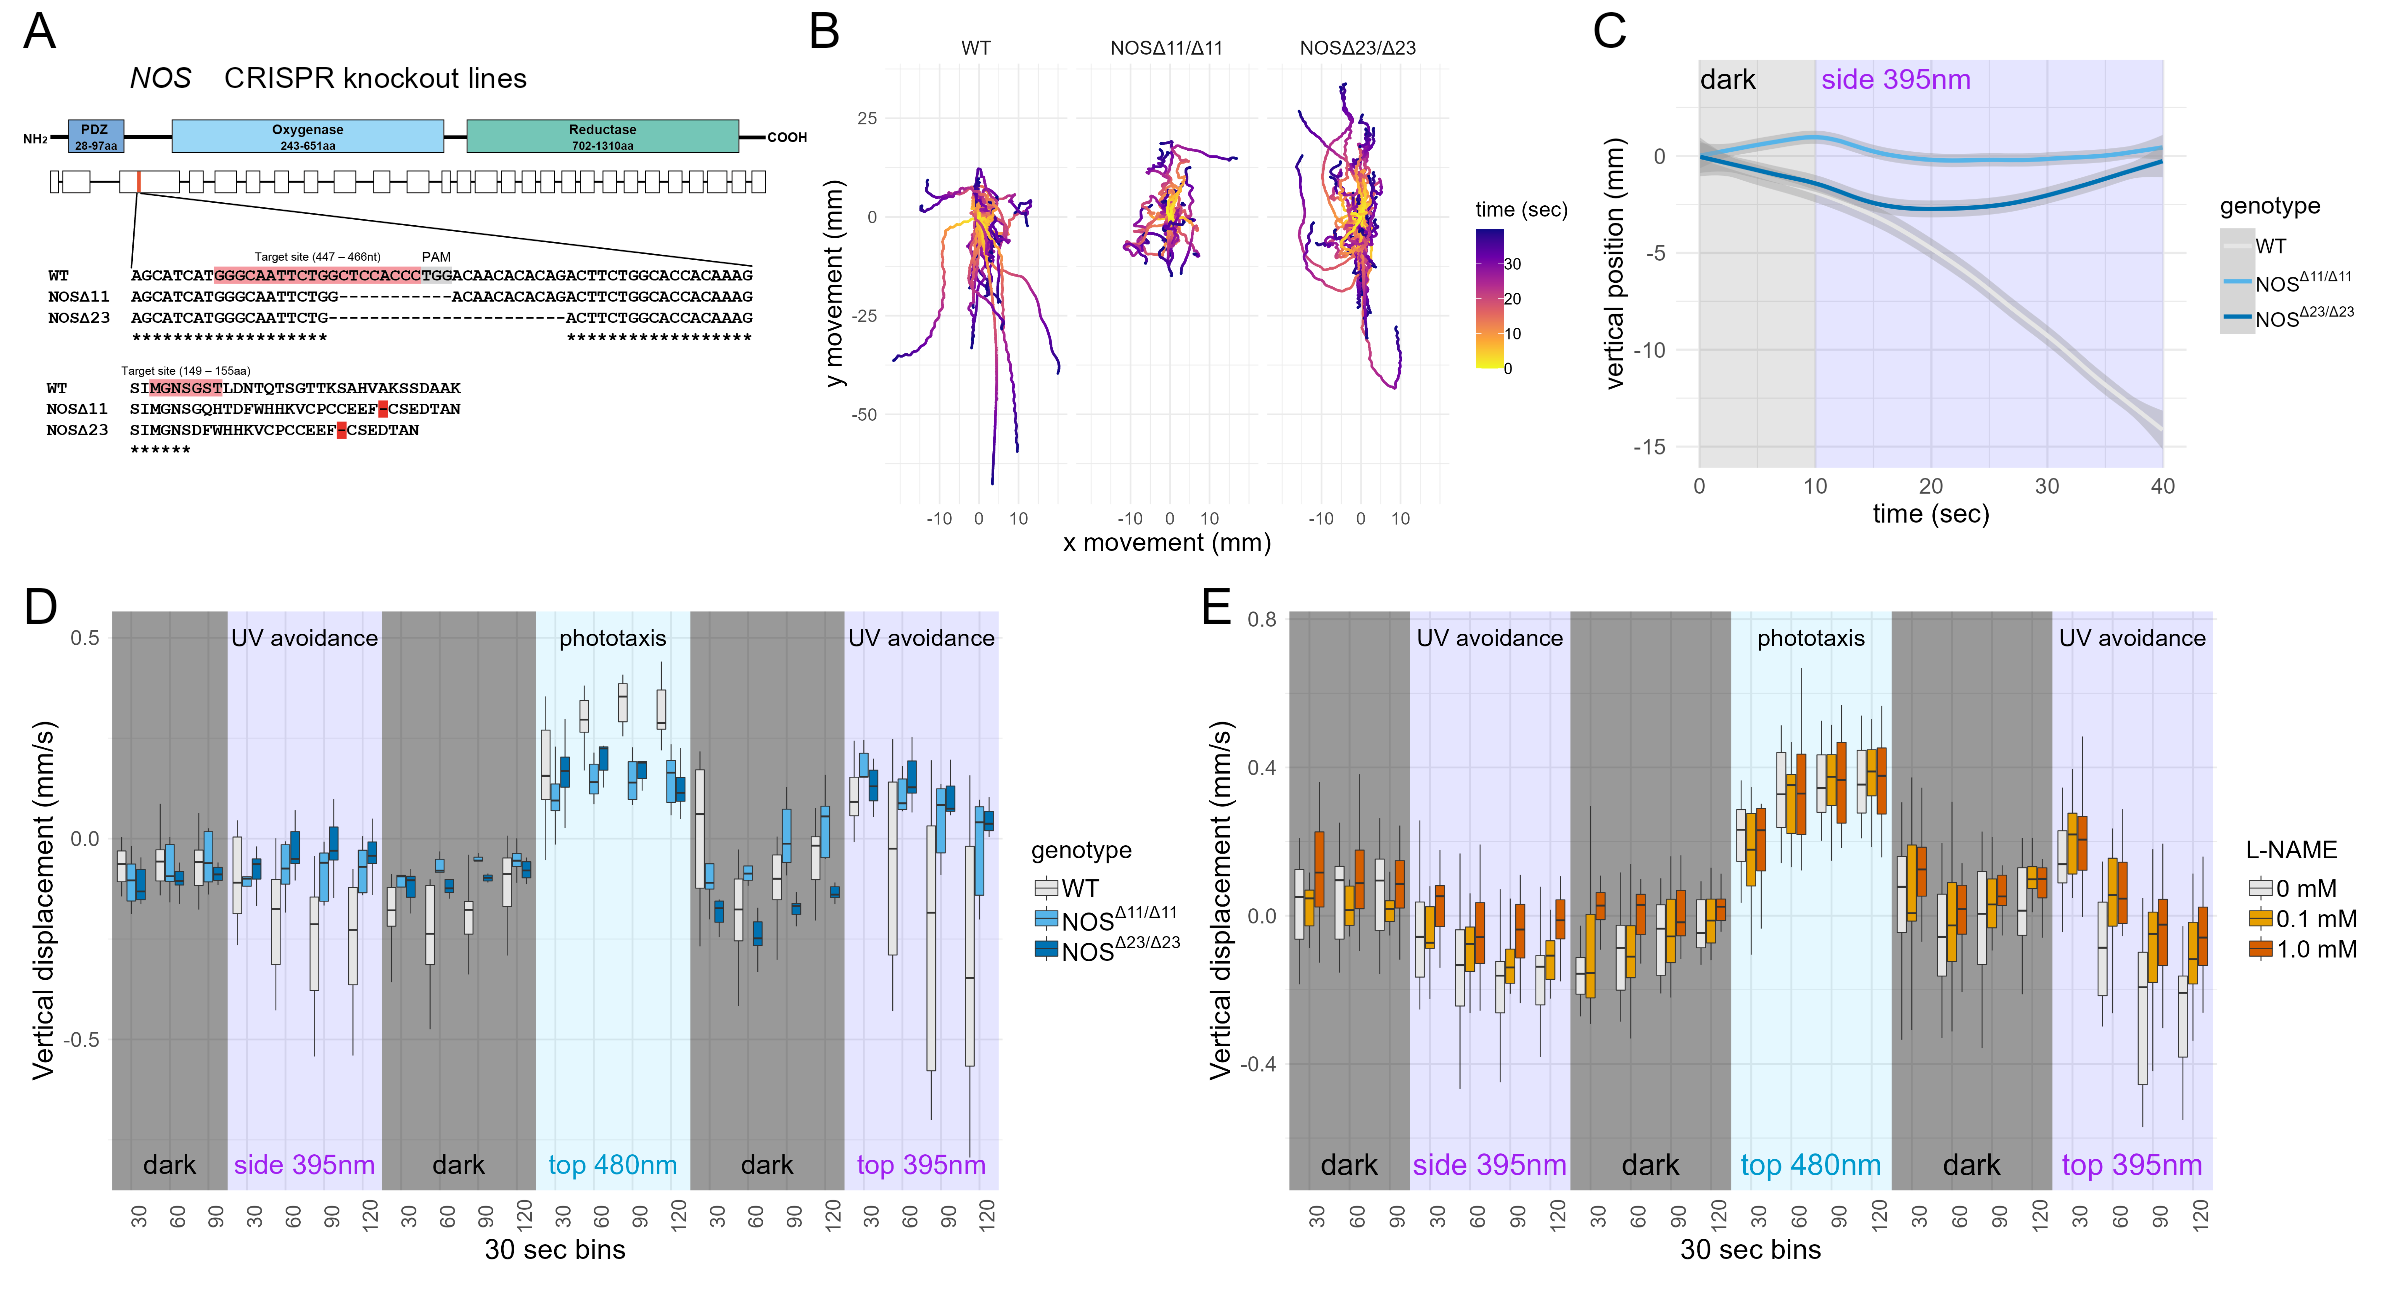 A
NOS CRISPR knockout lines
NH2
PDZ
28-97aa
Oxygenase
243-651aa
Reductase
702-1310aa
COOH
Target site (447 – 466nt) PAM
WT AGCATCATGGGCAATTCTGGCTCCACCCTGGACAACACACAGACTTCTGGCACCACAAAG
NOSΔ11 AGCATCATGGGCAATTCTGG-----------ACAACACACAGACTTCTGGCACCACAAAG
NOSΔ23 AGCATCATGGGCAATTCTG-----------------------ACTTCTGGCACCACAAAG
******************* ******************
Target site (149 – 155aa)
WT SIMGNSGSTLDNTQTSGTTKSAHVAKSSDAAK
NOSΔ11 SIMGNSGQHTDFWHHKVCPCCEEF-CSEDTAN
NOSΔ23 SIMGNSDFWHHKVCPCCEEF-CSEDTAN
******
B
WT NOSΔ11/Δ11 NOSΔ23/Δ23
25
0
-25
-50
y movement (mm)
-10 0 10 -10 0 10 -10 0 10
x movement (mm)
time (sec)
30
20
10
0
C
dark side 395nm
0
-5
-10
-15
vertical position (mm)
0 10 20 30 40
time (sec)
genotype
WT
NOSΔ11/Δ11
NOSΔ23/Δ23
D
0.5
0.0
-0.5
Vertical displacement (mm/s)
UV avoidance phototaxis UV avoidance
dark side 395nm dark top 480nm dark top 395nm
30 60 90 30 60 90 120 30 60 90 120 30 60 90 120 30 60 90 120 30 60 90 120
30 sec bins
genotype
WT
NOSΔ11/Δ11
NOSΔ23/Δ23
E
0.8
0.4
0.0
-0.4
Vertical displacement (mm/s)
UV avoidance phototaxis UV avoidance
dark side 395nm dark top 480nm dark top 395nm
30 60 90 30 60 90 120 30 60 90 120 30 60 90 120 30 60 90 120 30 60 90 120
30 sec bins
L-NAME
0 mM
0.1 mM
1.0 mM